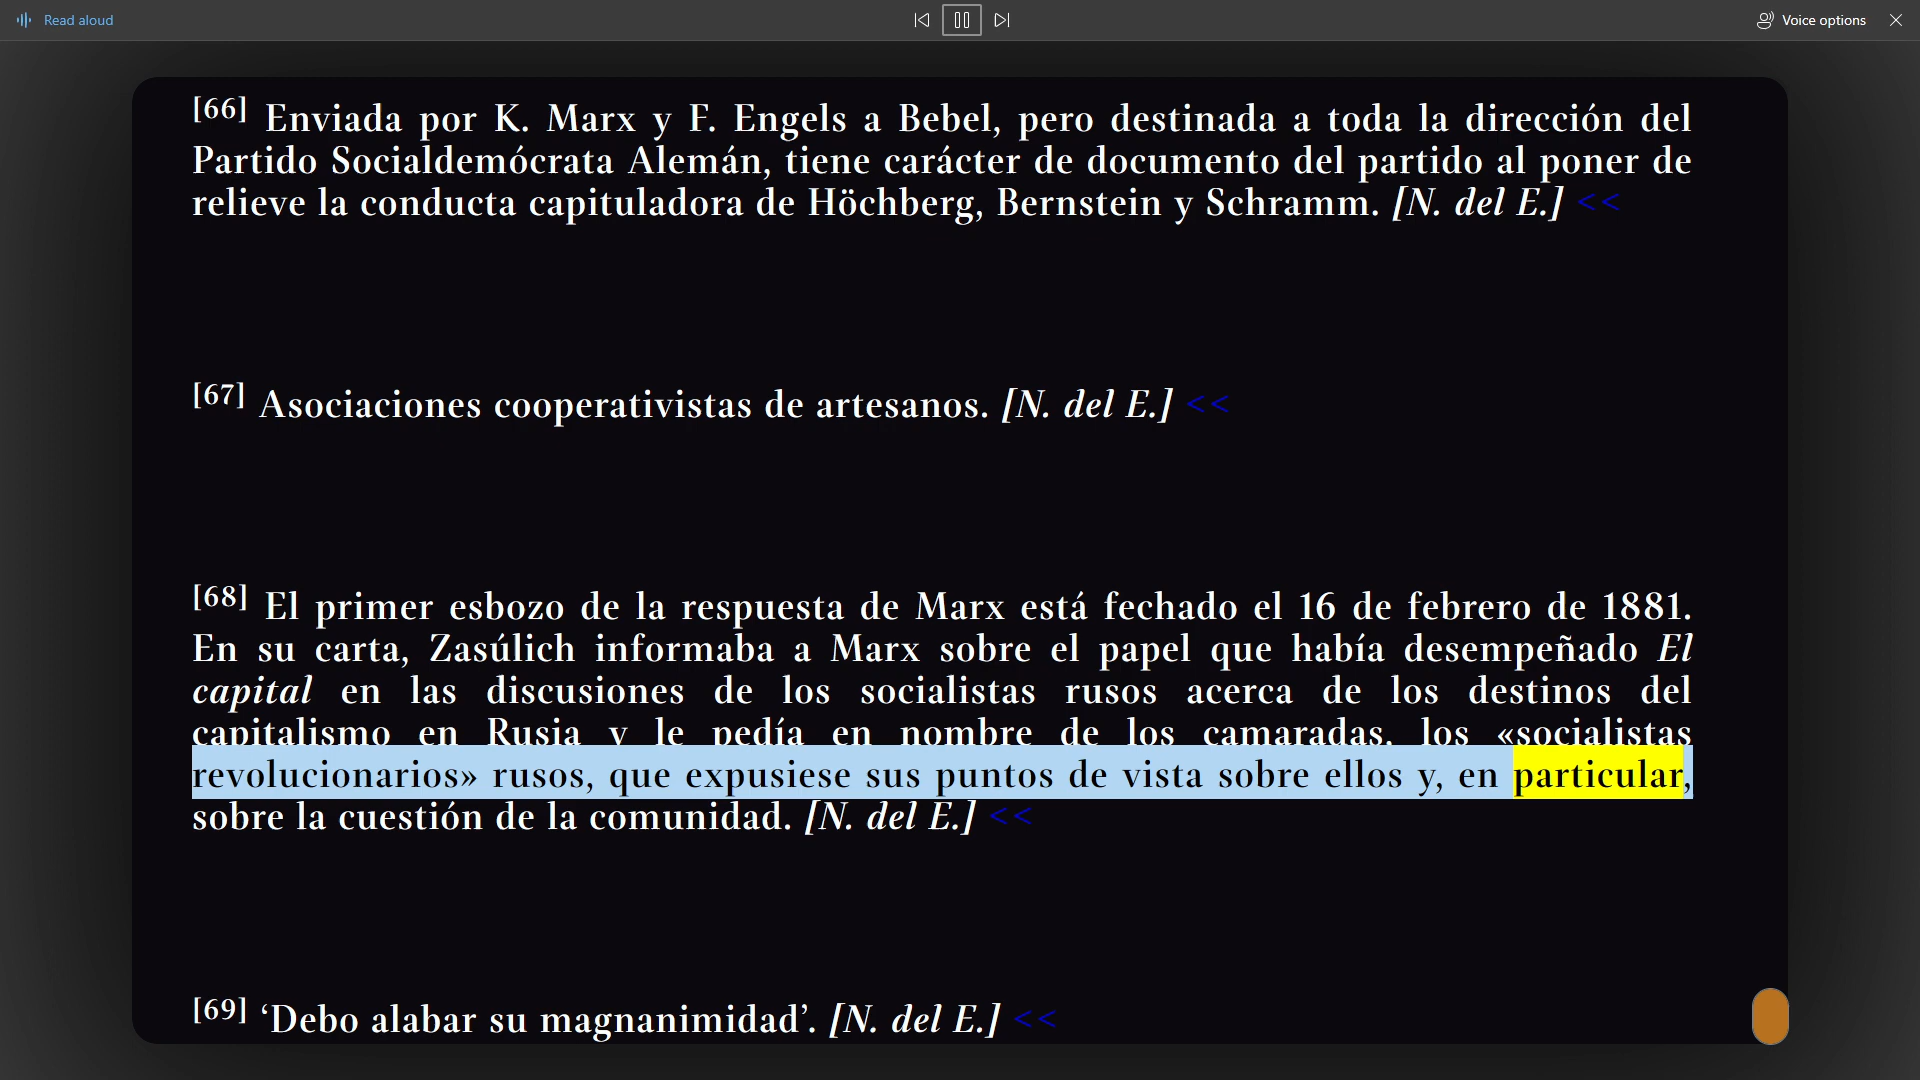 Read aloud
Voice options
[66] Enviada por K. Marx y F. Engels a Bebel, pero destinada a toda la dirección del
Partido Socialdemócrata Alemán, tiene carácter de documento del partido al poner de
relieve la conducta capituladora de Höchberg, Bernstein y Schramm. [N. del E.] <<
[67] Asociaciones cooperativistas de artesanos. [N. del E.] <<
[68] El primer esbozo de la respuesta de Marx está fechado el 16 de febrero de 1881.
En su carta, Zasúlich informaba a Marx sobre el papel que había desempeñado El
capital en las discusiones de los socialistas rusos acerca de los destinos del
capitalismo en Rusia y le pedía en nombre de los camaradas, los «socialistas
revolucionarios» rusos, que expusiese sus puntos de vista sobre ellos y, en particular,
sobre la cuestión de la comunidad. [N. del E.] <<
[69] ‘Debo alabar su magnanimidad’. [N. del E.] <<